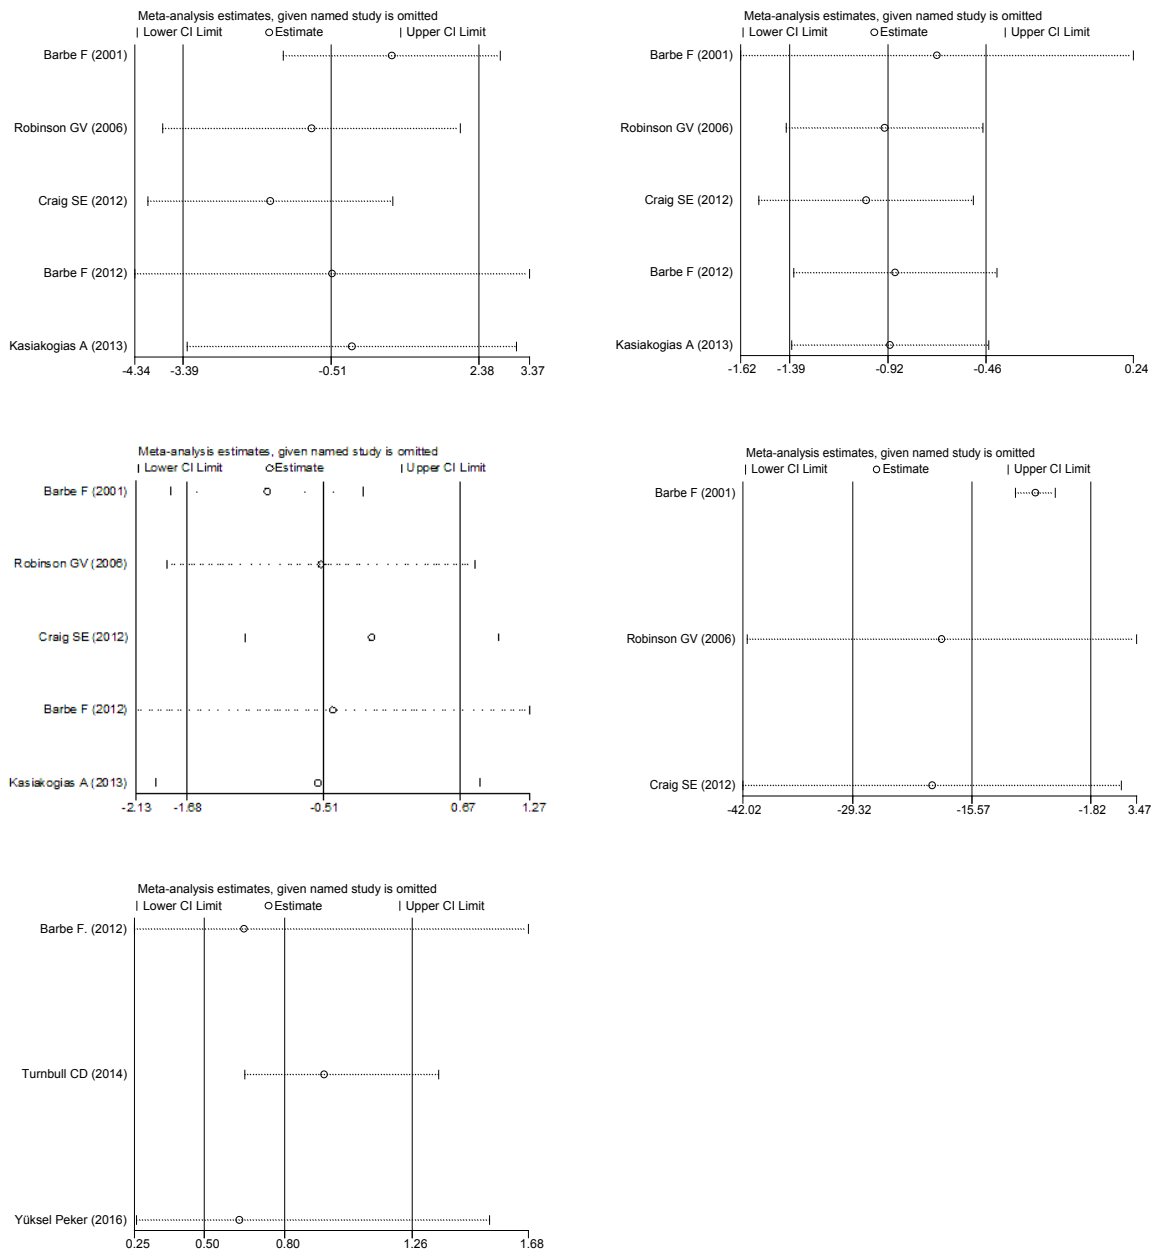 Meta-analysis estimates, given named study is omitted
| Lower CI Limit ○ Estimate | Upper CI Limit
Barbe F (2001)
Robinson GV (2006)
Craig SE (2012)
Barbe F (2012)
Kasiakogias A (2013)
-4.34 -3.39 -0.51 2.38 3.37
Meta-analysis estimates, given named study is omitted
| Lower CI Limit ○ Estimate | Upper CI Limit
Barbe F (2001)
Robinson GV (2006)
Craig SE (2012)
Barbe F (2012)
Kasiakogias A (2013)
-1.62 -1.39 -0.92 -0.46 0.24
Meta-analysis estimates, given named study is omitted
| Lower CI Limit ○ Estimate | Upper CI Limit
Barbe F (2001)
Robinson GV (2006)
Craig SE (2012)
Barbe F (2012)
Kasiakogias A (2013)
-2.13 -1.68 -0.51 0.67 1.27
Meta-analysis estimates, given named study is omitted
| Lower CI Limit ○ Estimate | Upper CI Limit
Barbe F (2001)
Robinson GV (2006)
Craig SE (2012)
-42.02 -29.32 -15.57 -1.82 3.47
Meta-analysis estimates, given named study is omitted
| Lower CI Limit ○ Estimate | Upper CI Limit
Barbe F. (2012)
Turnbull CD (2014)
Yüksel Peker (2016)
0.25 0.50 0.80 1.26 1.68